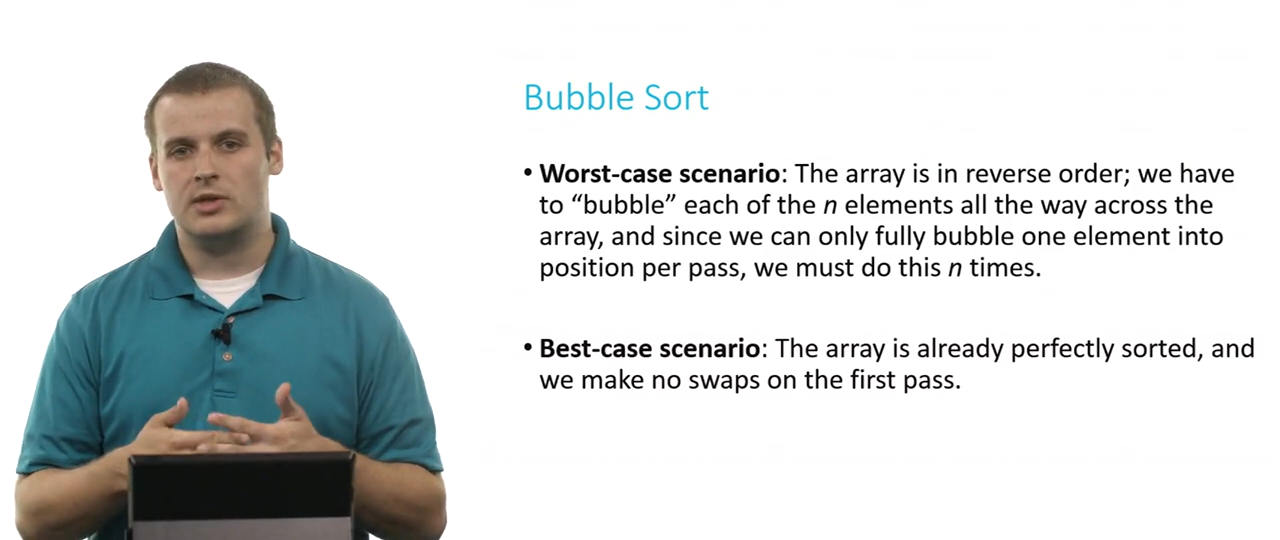 Bubble Sort
• Worst-case scenario: The array is in reverse order; we have
to “bubble” each of the n elements all the way across the
array, and since we can only fully bubble one element into
position per pass, we must do this n times.
• Best-case scenario: The array is already perfectly sorted, and
we make no swaps on the first pass.